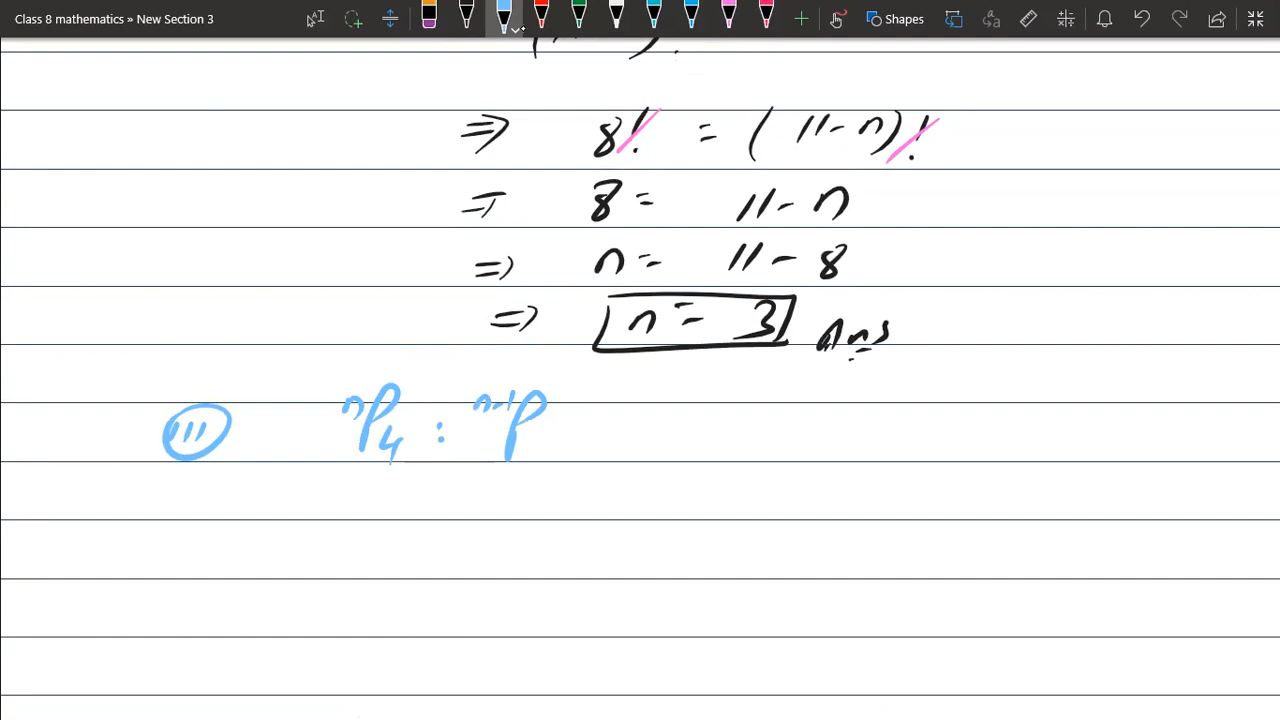 Class 8 mathematics » New Section 3
Shapes
⇒ 8! = (11-n)!
⇒ 8 = 11-n
⇒ n = 11-8
⇒ n = 3 Ans
(iii) ⁿP₄ : ⁿ⁻¹P